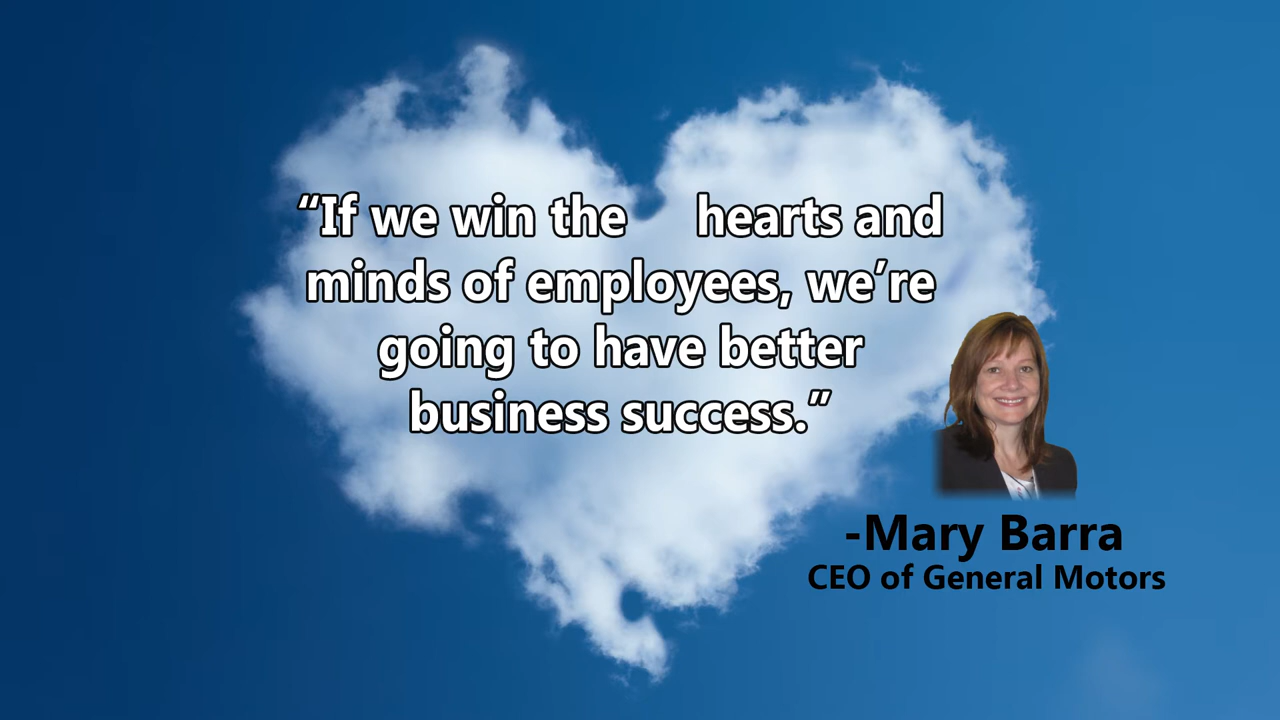 “If we win the hearts and
minds of employees, we’re
going to have better
business success.”
-Mary Barra
CEO of General Motors